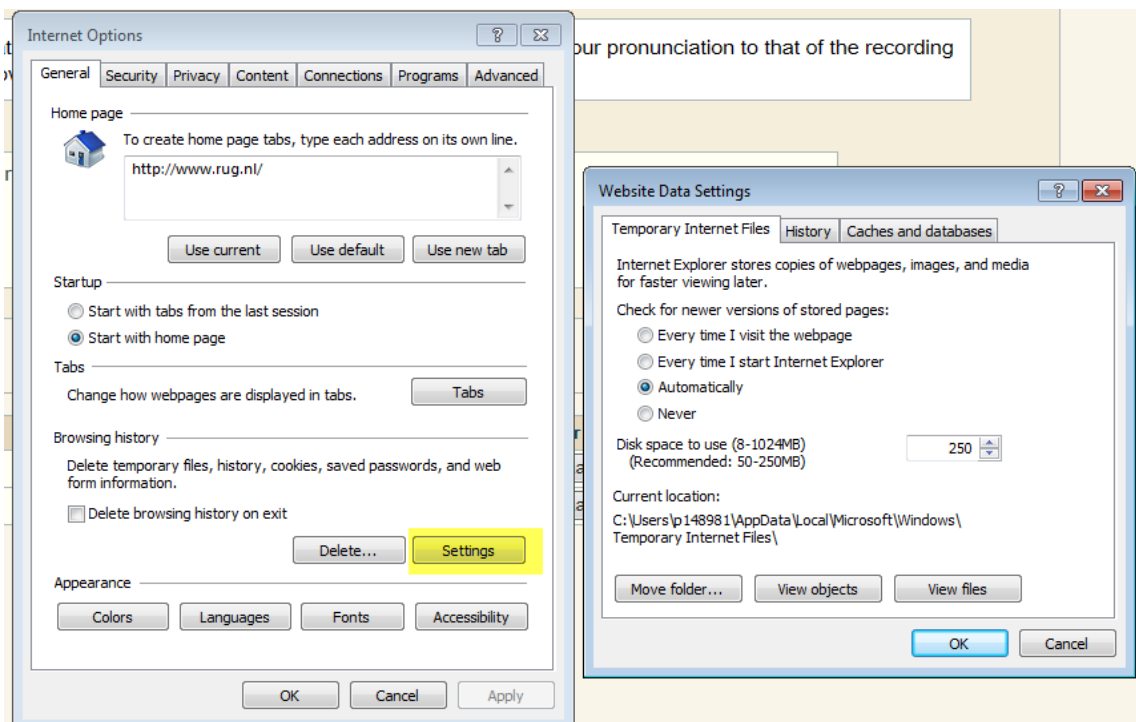 our pronunciation to that of the recording
Internet Options
General Security Privacy Content Connections Programs Advanced
Home page
To create home page tabs, type each address on its own line.
http://www.rug.nl/
Use current Use default Use new tab
Startup
Start with tabs from the last session
Start with home page
Tabs
Change how webpages are displayed in tabs.
Tabs
Browsing history
Delete temporary files, history, cookies, saved passwords, and web
form information.
Delete browsing history on exit
Delete... Settings
Appearance
Colors Languages Fonts Accessibility
OK Cancel Apply
Website Data Settings
Temporary Internet Files History Caches and databases
Internet Explorer stores copies of webpages, images, and media
for faster viewing later.
Check for newer versions of stored pages:
Every time I visit the webpage
Every time I start Internet Explorer
Automatically
Never
Disk space to use (8-1024MB)
250
(Recommended: 50-250MB)
Current location:
C:\Users\p148981\AppData\Local\Microsoft\Windows\
Temporary Internet Files\
Move folder... View objects View files
OK Cancel